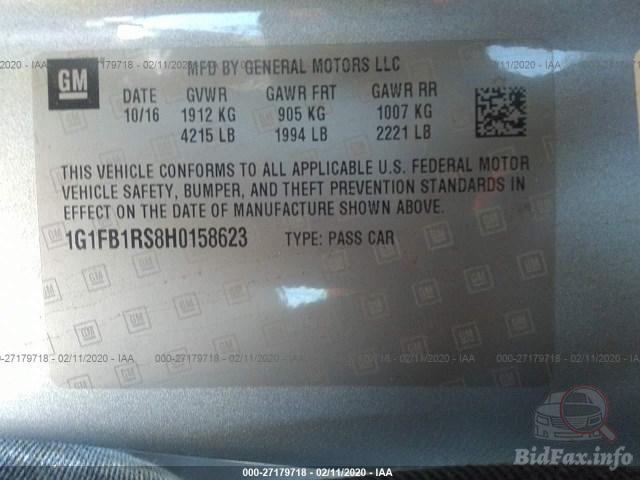 GM
MFD BY GENERAL MOTORS LLC
DATE GVWR GAWR FRT GAWR RR
10/16 1912 KG 905 KG 1007 KG
4215 LB 1994 LB 2221 LB
THIS VEHICLE CONFORMS TO ALL APPLICABLE U.S. FEDERAL MOTOR
VEHICLE SAFETY, BUMPER, AND THEFT PREVENTION STANDARDS IN
EFFECT ON THE DATE OF MANUFACTURE SHOWN ABOVE.
1G1FB1RS8H0158623 TYPE: PASS CAR
000-27179718 - 02/11/2020 - IAA
BidFax.info